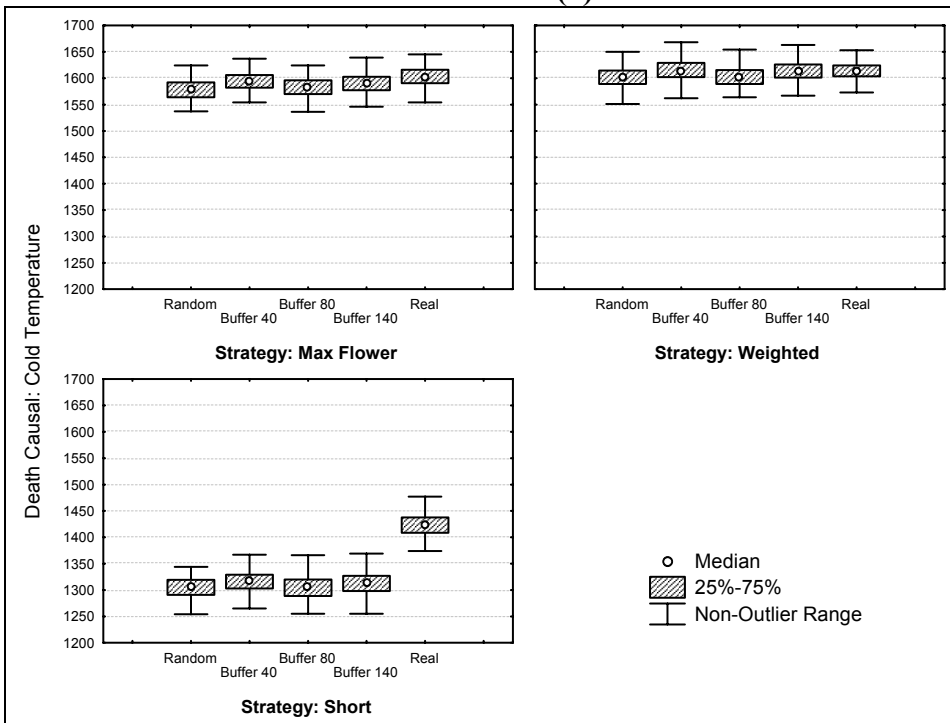 Death Causal: Cold Temperature
1700
1650
1600
1550
1500
1450
1400
1350
1300
1250
1200
Random
Buffer 40
Buffer 80
Buffer 140
Real
Strategy: Max Flower
Random
Buffer 40
Buffer 80
Buffer 140
Real
Strategy: Weighted
1700
1650
1600
1550
1500
1450
1400
1350
1300
1250
1200
Random
Buffer 40
Buffer 80
Buffer 140
Real
Strategy: Short
Median
25%-75%
Non-Outlier Range